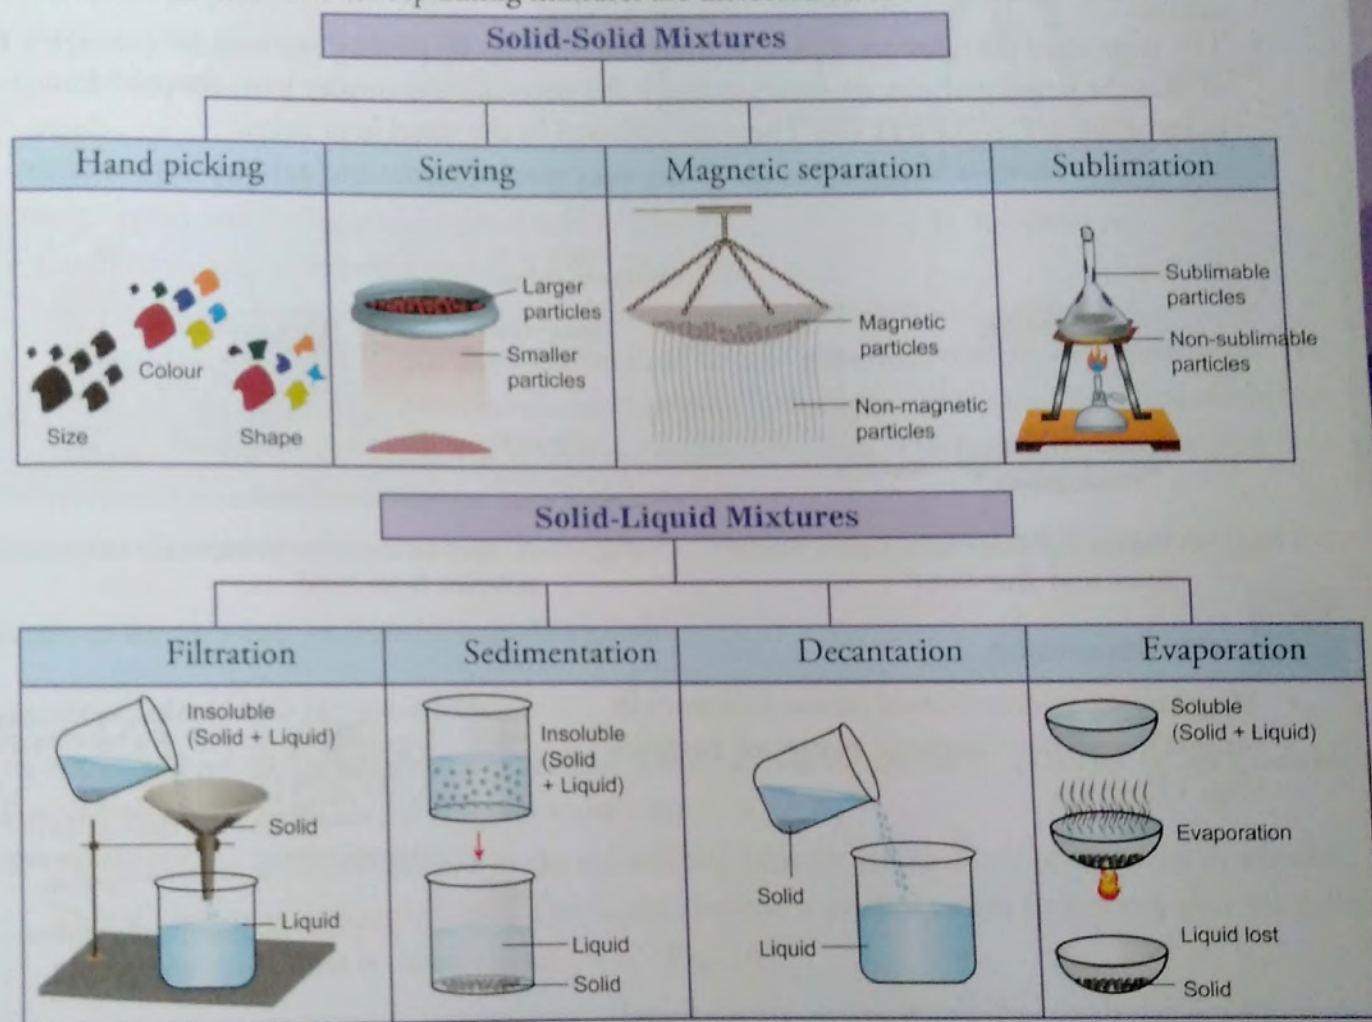 Solid-Solid Mixtures
Hand picking
Sieving
Magnetic separation
Sublimation
Size
Colour
Shape
Larger
particles
Smaller
particles
Magnetic
particles
Non-magnetic
particles
Sublimable
particles
Non-sublimable
particles
Solid-Liquid Mixtures
Filtration
Sedimentation
Decantation
Evaporation
Insoluble
(Solid + Liquid)
Solid
Liquid
Insoluble
(Solid
+ Liquid)
Liquid
Solid
Solid
Liquid
Soluble
(Solid + Liquid)
Evaporation
Liquid lost
Solid